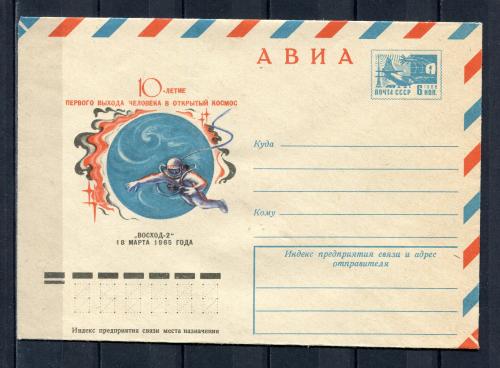 АВИА
ПОЧТА СССР 6 КОП.
10-ЛЕТИЕ
ПЕРВОГО ВЫХОДА ЧЕЛОВЕКА В ОТКРЫТЫЙ КОСМОС
„ВОСХОД-2"
18 МАРТА 1965 ГОДА
Куда
Кому
Индекс предприятия связи и адрес
отправителя
Индекс предприятия связи места назначения